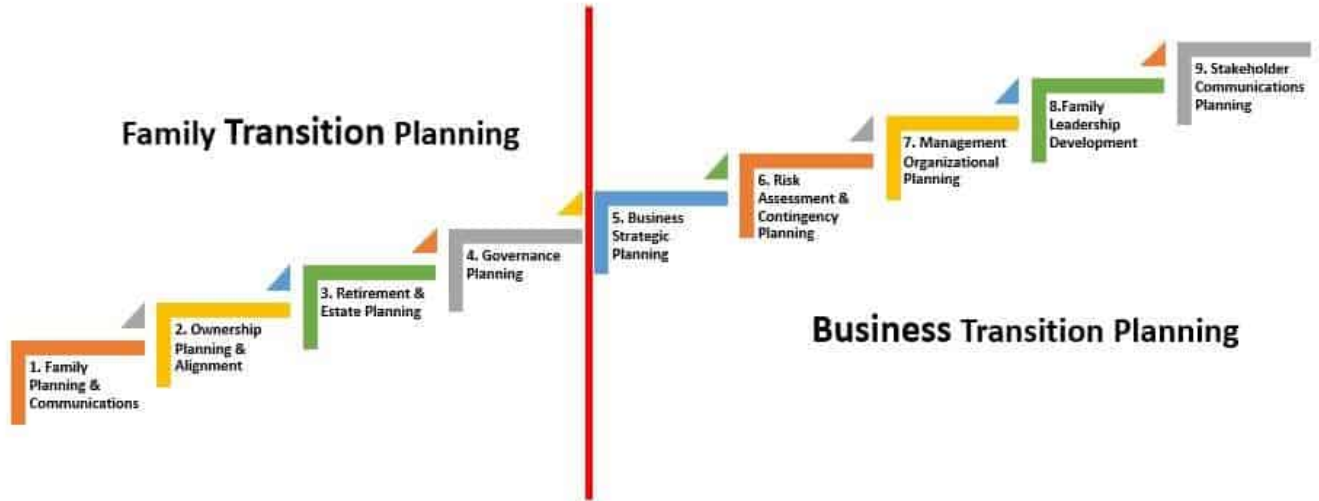 Family Transition Planning
1. Family
Planning &
Communications
2. Ownership
Planning &
Alignment
3. Retirement &
Estate Planning
4. Governance
Planning
5. Business
Strategic
Planning
6. Risk
Assessment &
Contingency
Planning
7. Management
Organizational
Planning
8.Family
Leadership
Development
9. Stakeholder
Communications
Planning
Business Transition Planning